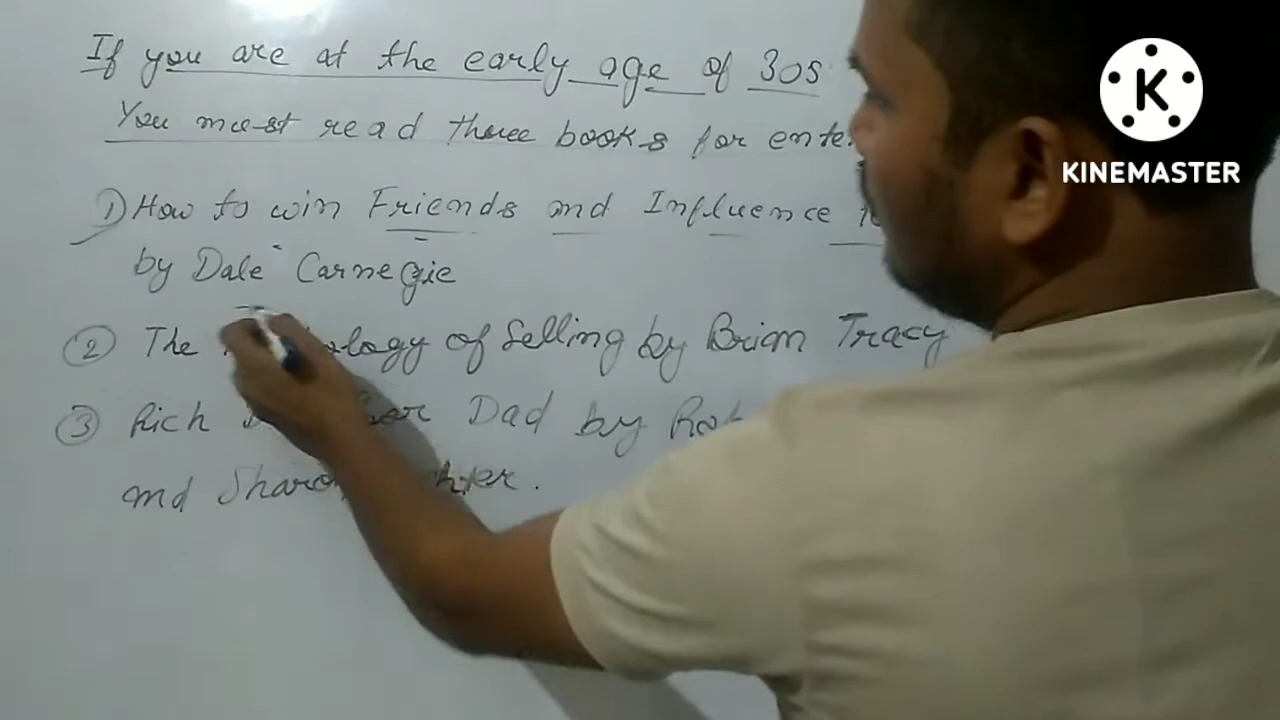 If you are at the early age of 30s
You must read three books for
1) How to win Friends and Influence
by Dale Carnegie
2 The of Selling by Brian Tracy
3 Rich Dad by
and
K
KINEMASTER